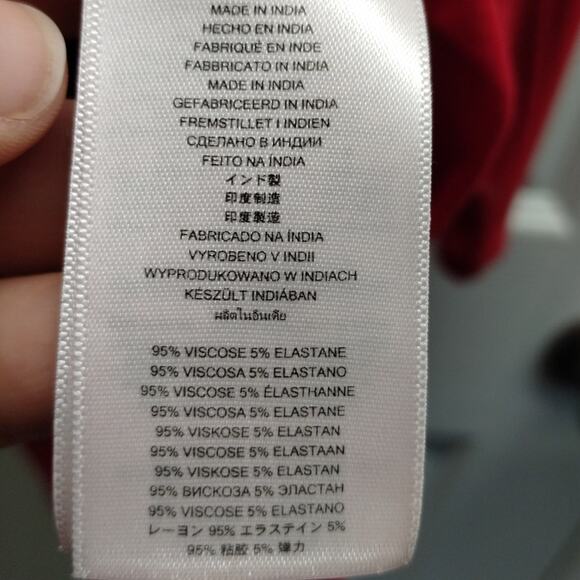 MADE IN INDIA
HECHO EN INDIA
FABRIQUÉ EN INDE
FABBRICATO IN INDIA
MADE IN INDIA
GEFABRICEERD IN INDIA
FREMSTILLET I INDIEN
СДЕЛАНО В ИНДИИ
FEITO NA ÍNDIA
インド製
印度制造
印度製造
FABRICADO NA ÍNDIA
VYROBENO V INDII
WYPRODUKOWANO W INDIACH
KÉSZÜLT INDIÁBAN
ผลิตในอินเดีย
95% VISCOSE 5% ELASTANE
95% VISCOSA 5% ELASTANO
95% VISCOSE 5% ÉLASTHANNE
95% VISCOSA 5% ELASTANE
95% VISKOSE 5% ELASTAN
95% VISCOSE 5% ELASTAAN
95% VISKOSE 5% ELASTAN
95% ВИСКОЗА 5% ЭЛАСТАН
95% VISCOSE 5% ELASTANO
レーヨン 95% エラステイン 5%
95% 粘胶 5% 弹力